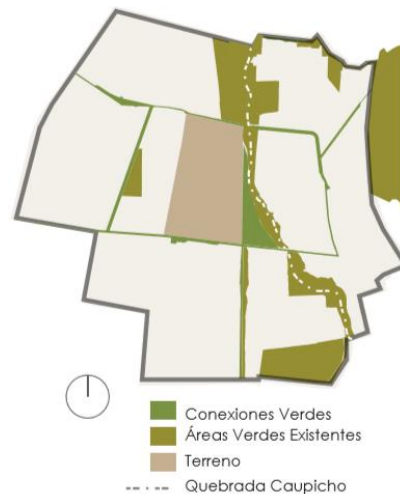 Conexiones Verdes
Áreas Verdes Existentes
Terreno
Quebrada Caupicho